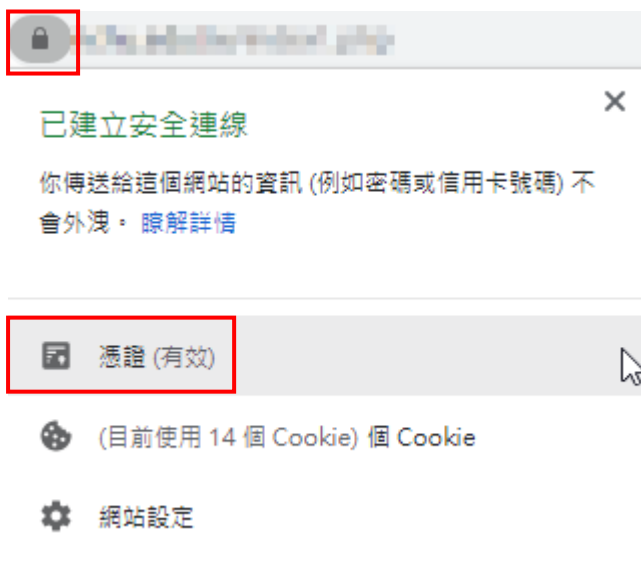 已建立安全連線
你傳送給這個網站的資訊 (例如密碼或信用卡號碼) 不
會外洩。 瞭解詳情
憑證 (有效)
(目前使用 14 個 Cookie) 個 Cookie
網站設定